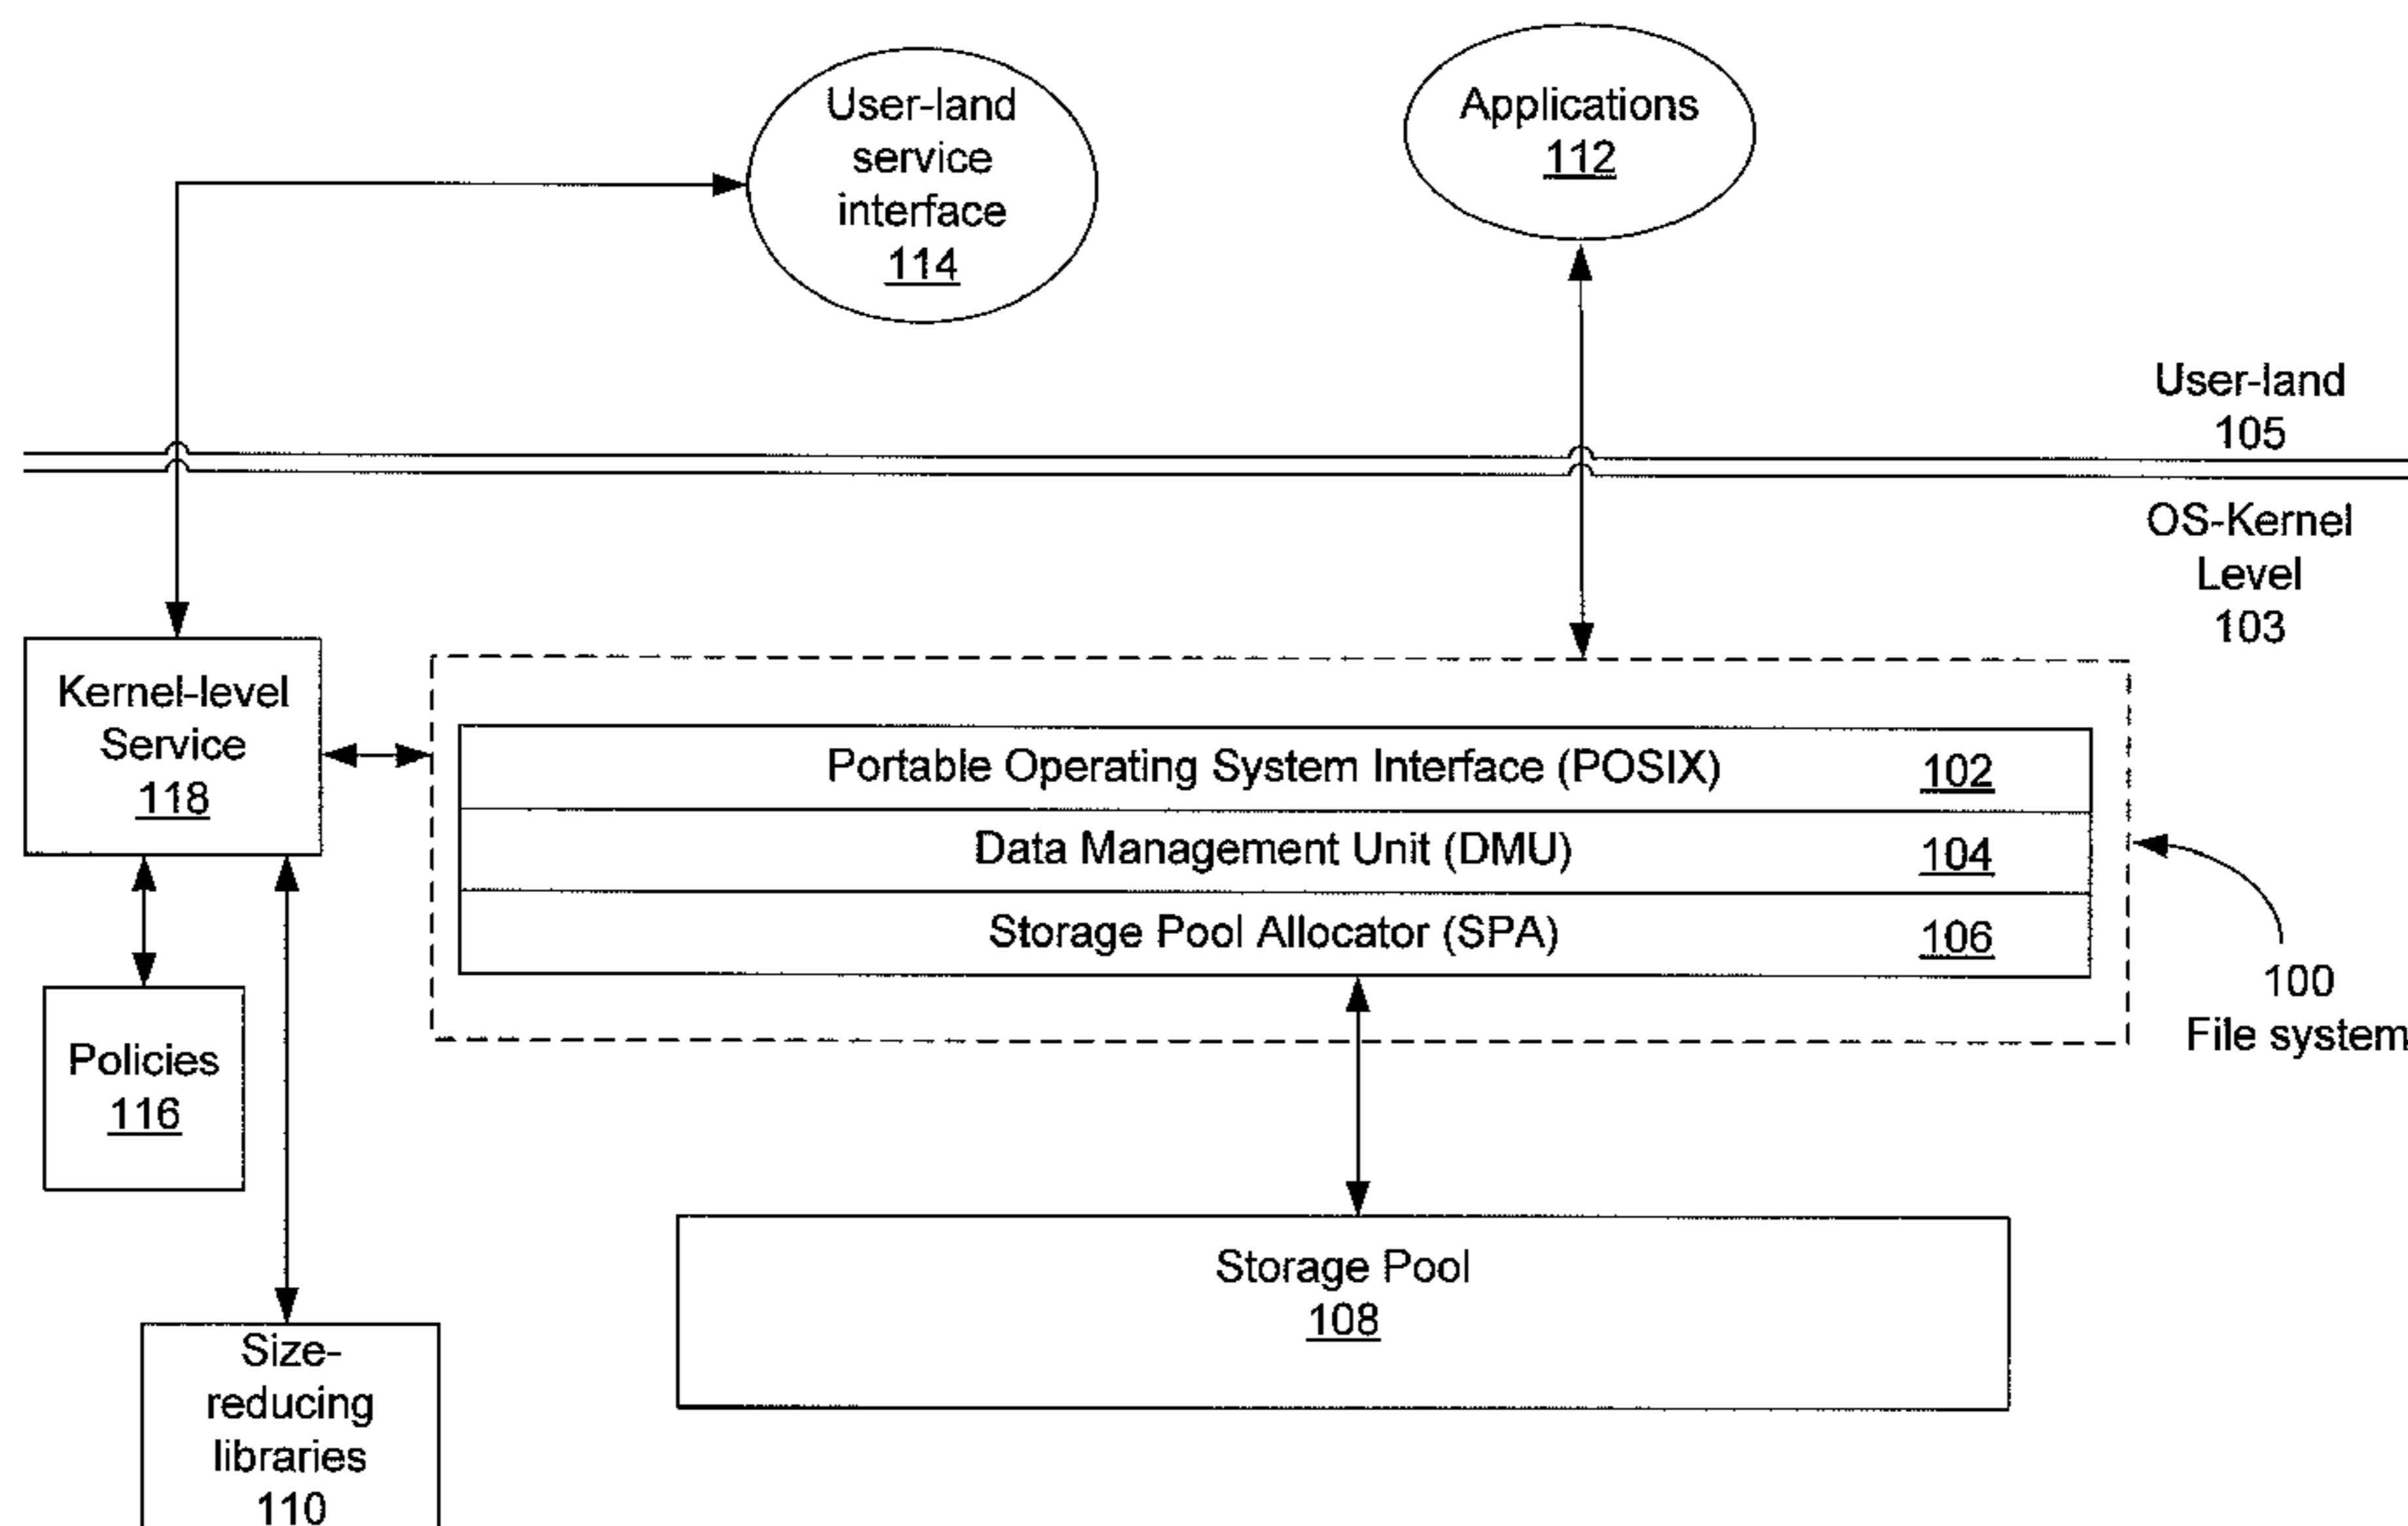 User-land
service
interface
114
Applications
112
User-land
105
OS-Kernel
Level
103
Kernel-level
Service
118
Portable Operating System Interface (POSIX) 102
Data Management Unit (DMU) 104
Storage Pool Allocator (SPA) 106
100
File system
Policies
116
Storage Pool
108
Size-
reducing
libraries
110